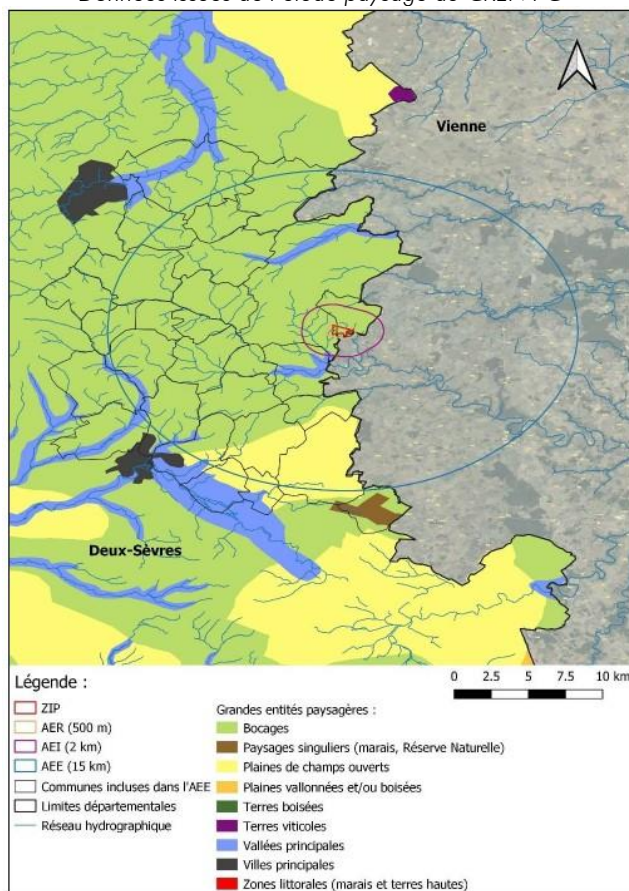 Données issues de l'étude paysage de CREN PC
Vienne
Deux-Sèvres
Légende :
0 2.5 5 7.5 10 km
ZIP
AER (500 m)
AEI (2 km)
AEE (15 km)
Communes incluses dans l'AEE
Limites départementales
Réseau hydrographique
Grandes entités paysagères :
Bocages
Paysages singuliers (marais, Réserve Naturelle)
Plaines de champs ouverts
Plaines vallonnées et/ou boisées
Terres boisées
Terres viticoles
Vallées principales
Villes principales
Zones littorales (marais et terres hautes)